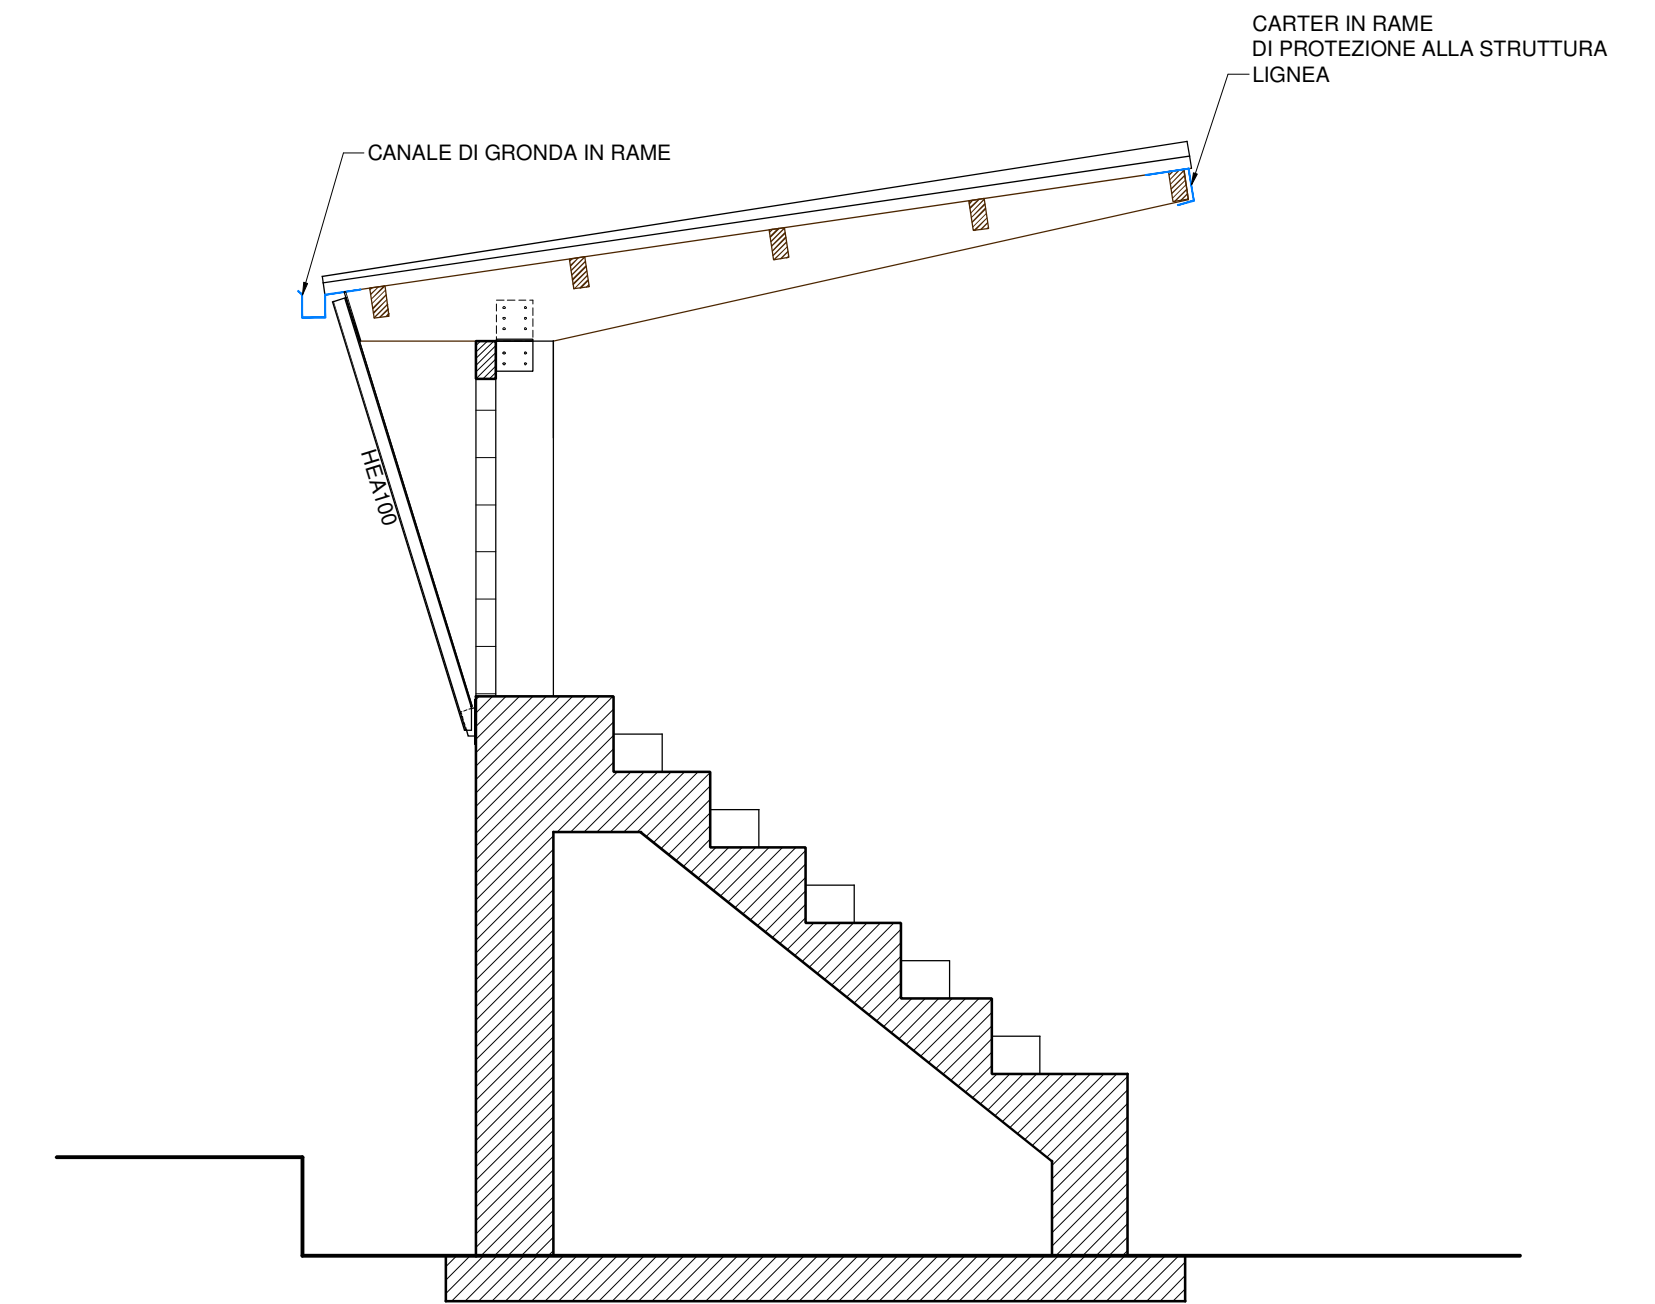 CARTER IN RAME
DI PROTEZIONE ALLA STRUTTURA
LIGNEA
CANALE DI GRONDA IN RAME
HEA100